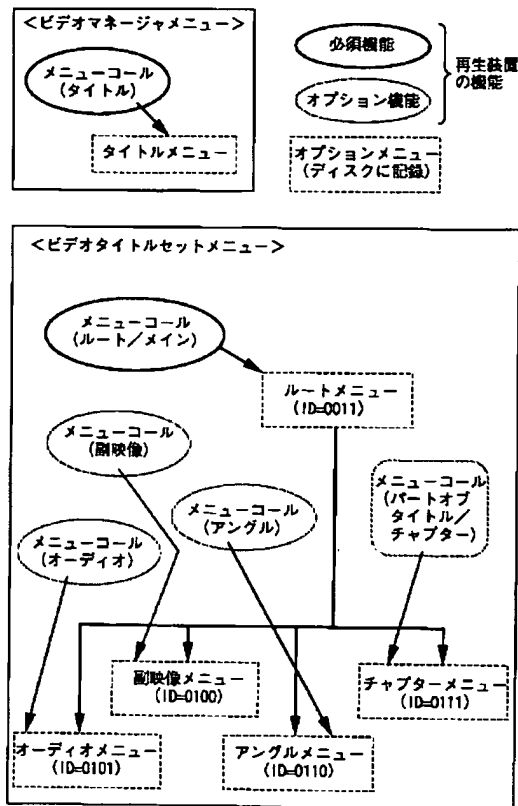 ＜ビデオマネージャメニュー＞
メニューコール
(タイトル)
タイトルメニュー
必須機能
オプション機能
再生装置
の機能
オプションメニュー
(ディスクに記録)
＜ビデオタイトルセットメニュー＞
メニューコール
(ルート／メイン)
ルートメニュー
(ID=0011)
メニューコール
(副映像)
メニューコール
(アングル)
メニューコール
(パートオブ
タイトル／
チャプター)
メニューコール
(オーディオ)
副映像メニュー
(ID=0100)
チャプターメニュー
(ID=0111)
オーディオメニュー
(ID=0101)
アングルメニュー
(ID=0110)